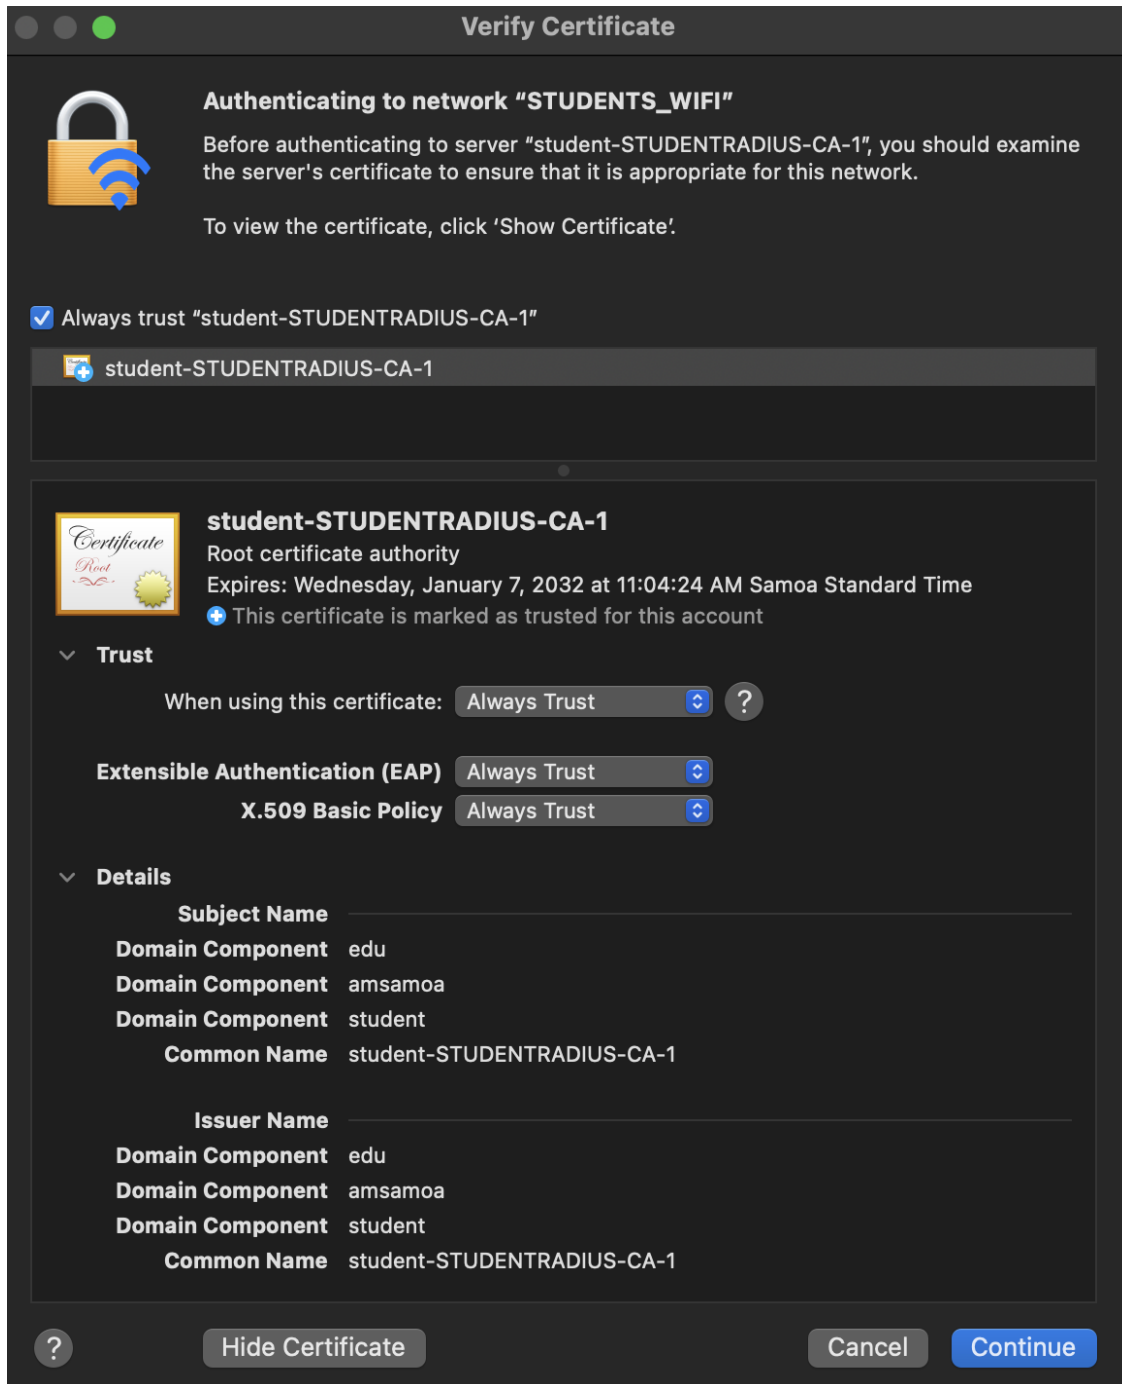 Verify Certificate
Authenticating to network “STUDENTS_WIFI”
Before authenticating to server “student-STUDENTRADIUS-CA-1”, you should examine
the server's certificate to ensure that it is appropriate for this network.
To view the certificate, click ‘Show Certificate’.
Always trust “student-STUDENTRADIUS-CA-1”
student-STUDENTRADIUS-CA-1
Certificate
Root
student-STUDENTRADIUS-CA-1
Root certificate authority
Expires: Wednesday, January 7, 2032 at 11:04:24 AM Samoa Standard Time
This certificate is marked as trusted for this account
Trust
When using this certificate: Always Trust ?
Extensible Authentication (EAP) Always Trust
X.509 Basic Policy Always Trust
Details
Subject Name
Domain Component edu
Domain Component amsamoa
Domain Component student
Common Name student-STUDENTRADIUS-CA-1
Issuer Name
Domain Component edu
Domain Component amsamoa
Domain Component student
Common Name student-STUDENTRADIUS-CA-1
? Hide Certificate Cancel Continue